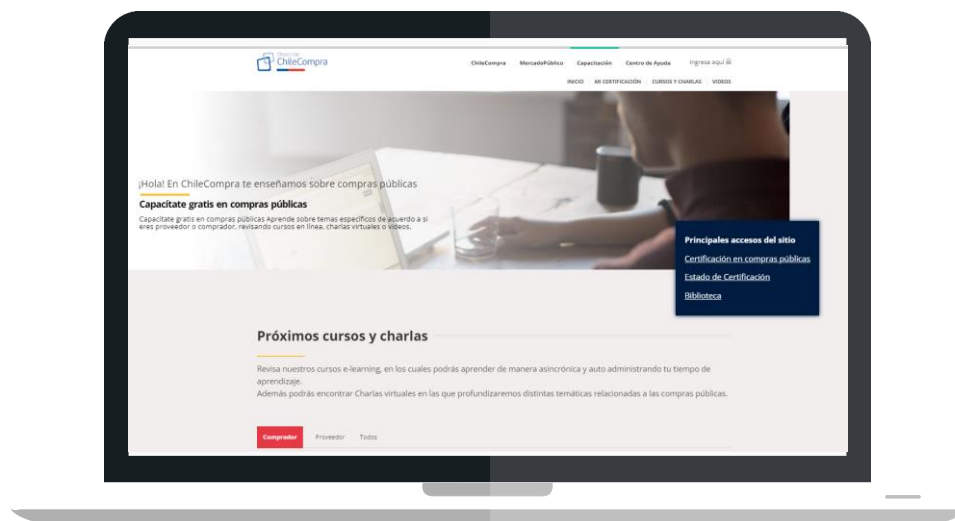 Dirección
ChileCompra
ChileCompra MercadoPúblico Capacitación Centro de Ayuda Ingresa aquí
INICIO MI CERTIFICACIÓN CURSOS Y CHARLAS VIDEOS
¡Hola! En ChileCompra te enseñamos sobre compras públicas
Capacítate gratis en compras públicas
Capacítate gratis en compras públicas Aprende sobre temas específicos de acuerdo a si
eres proveedor o comprador, revisando cursos en línea, charlas virtuales o videos.
Principales accesos del sitio
Certificación en compras públicas
Estado de Certificación
Biblioteca
Próximos cursos y charlas
Revisa nuestros cursos e-learning, en los cuales podrás aprender de manera asincrónica y auto administrando tu tiempo de
aprendizaje.
Además podrás encontrar Charlas virtuales en las que profundizaremos distintas temáticas relacionadas a las compras públicas.
Comprador Proveedor Todos